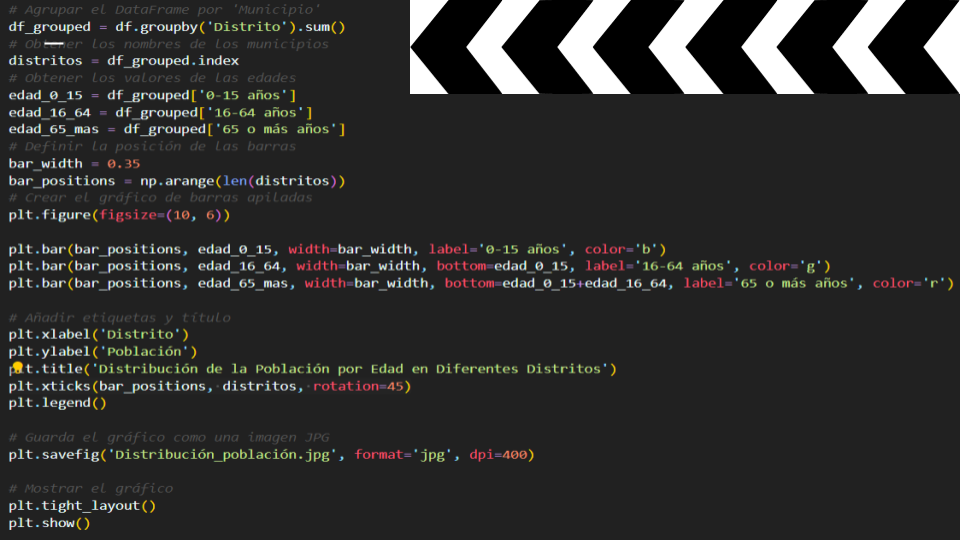 # Agrupar el DataFrame por 'Municipio'
df_grouped = df.groupby('Distrito').sum()
# Obtener los nombres de los municipios
distritos = df_grouped.index
# Obtener los valores de las edades
edad_0_15 = df_grouped['0-15 años']
edad_16_64 = df_grouped['16-64 años']
edad_65_mas = df_grouped['65 o más años']
# Definir la posición de las barras
bar_width = 0.35
bar_positions = np.arange(len(distritos))
# Crear el gráfico de barras apiladas
plt.figure(figsize=(10, 6))
plt.bar(bar_positions, edad_0_15, width=bar_width, label='0-15 años', color='b')
plt.bar(bar_positions, edad_16_64, width=bar_width, bottom=edad_0_15, label='16-64 años', color='g')
plt.bar(bar_positions, edad_65_mas, width=bar_width, bottom=edad_0_15+edad_16_64, label='65 o más años', color='r')
# Añadir etiquetas y título
plt.xlabel('Distrito')
plt.ylabel('Población')
plt.title('Distribución de la Población por Edad en Diferentes Distritos')
plt.xticks(bar_positions, distritos, rotation=45)
plt.legend()
# Guarda el gráfico como una imagen JPG
plt.savefig('Distribución_población.jpg', format='jpg', dpi=400)
# Mostrar el gráfico
plt.tight_layout()
plt.show()